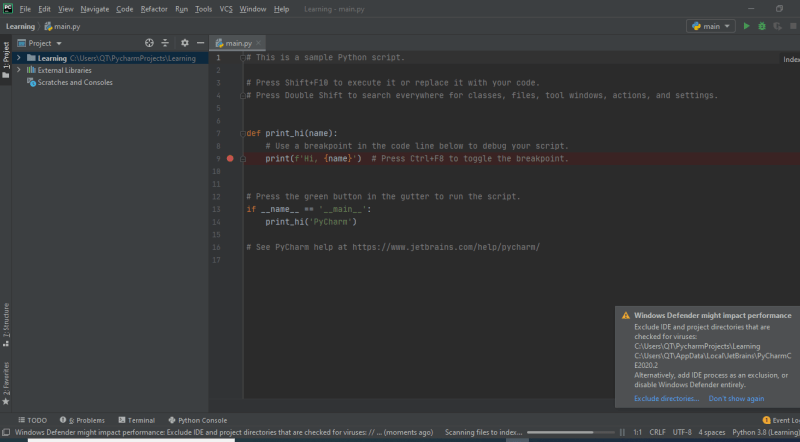 PC File Edit View Navigate Code Refactor Run Tools VCS Window Help Learning - main.py
Learning main.py main
1: Project
Project
main.py
Learning C:\Users\QT\PycharmProjects\Learning
External Libraries
Scratches and Consoles
1 # This is a sample Python script.
2
3 # Press Shift+F10 to execute it or replace it with your code.
4 # Press Double Shift to search everywhere for classes, files, tool windows, actions, and settings.
5
6
7 def print_hi(name):
8 # Use a breakpoint in the code line below to debug your script.
9 print(f'Hi, {name}') # Press Ctrl+F8 to toggle the breakpoint.
10
11
12 # Press the green button in the gutter to run the script.
13 if __name__ == '__main__':
14 print_hi('PyCharm')
15
16 # See PyCharm help at https://www.jetbrains.com/help/pycharm/
17
Index
Windows Defender might impact performance
Exclude IDE and project directories that are
checked for viruses:
C:\Users\QT\PycharmProjects\Learning
C:\Users\QT\AppData\Local\JetBrains\PyCharmC
E2020.2
Alternatively, add IDE process as an exclusion, or
disable Windows Defender entirely.
Exclude directories... Don't show again
7: Structure
2: Favorites
TODO 6: Problems Terminal Python Console 1 Event Lo
Windows Defender might impact performance: Exclude IDE and project directories that are checked for viruses: // ... (moments ago) Scanning files to index... 1:1 CRLF UTF-8 4 spaces Python 3.8 (Learning)